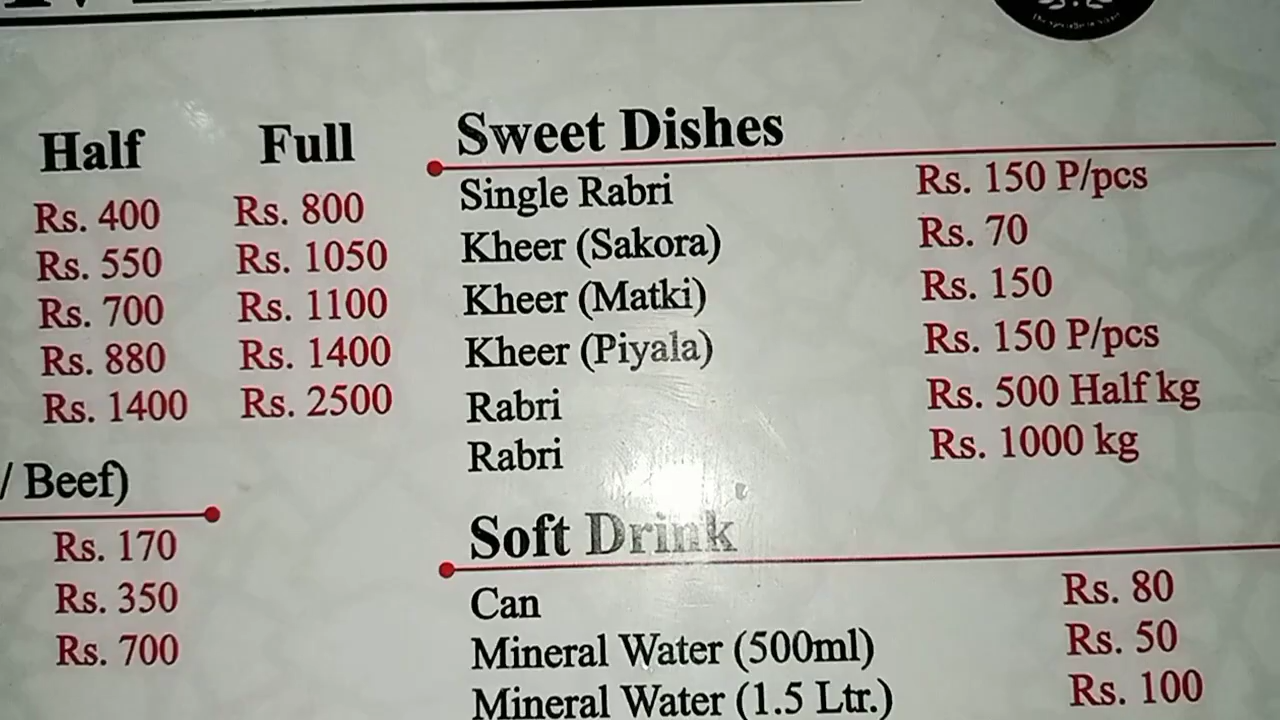 Half Full
Rs. 400 Rs. 800
Rs. 550 Rs. 1050
Rs. 700 Rs. 1100
Rs. 880 Rs. 1400
Rs. 1400 Rs. 2500
/ Beef)
Rs. 170
Rs. 350
Rs. 700
Sweet Dishes
Single Rabri Rs. 150 P/pcs
Kheer (Sakora) Rs. 70
Kheer (Matki) Rs. 150
Kheer (Piyala) Rs. 150 P/pcs
Rabri Rs. 500 Half kg
Rabri Rs. 1000 kg
Soft Drink
Can Rs. 80
Mineral Water (500ml) Rs. 50
Mineral Water (1.5 Ltr.) Rs. 100